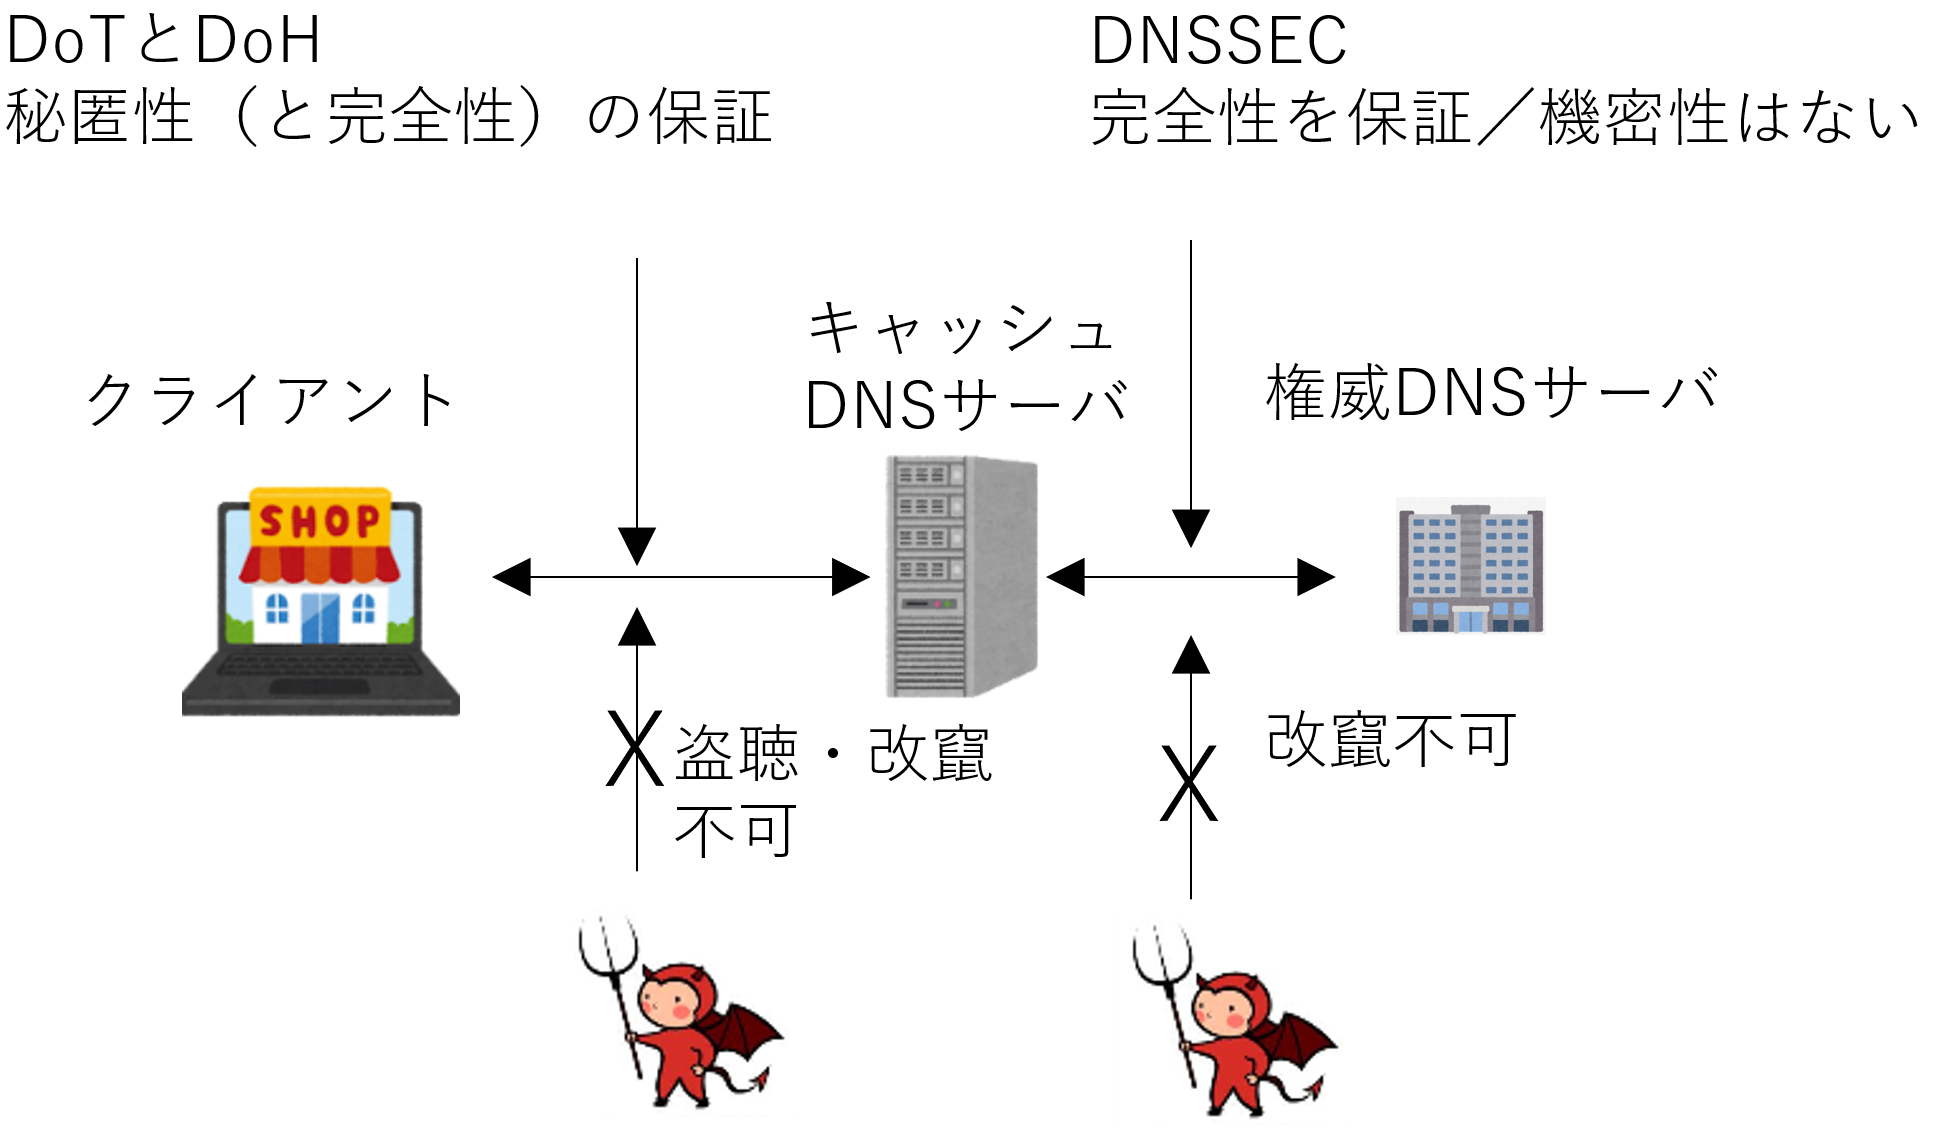 DoTとDoH
秘匿性（と完全性）の保証
DNSSEC
完全性を保証／機密性はない
キャッシュ
DNSサーバ
クライアント
権威DNSサーバ
SHOP
X
盗聴・改竄
不可
X
改竄不可